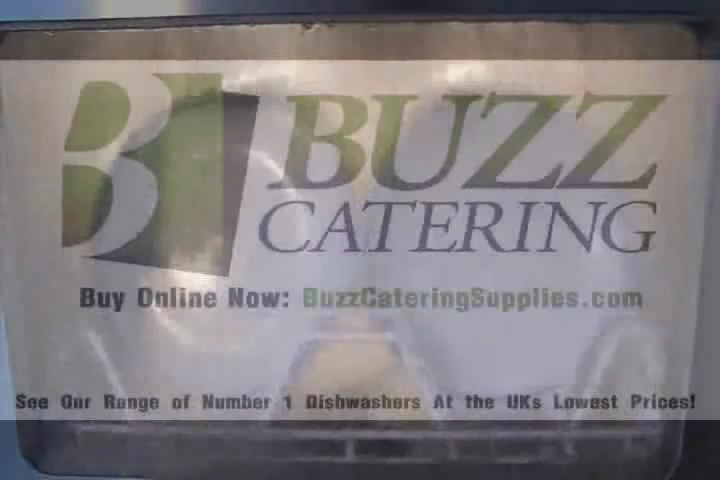 BUZZ
CATERING
Buy Online Now: BuzzCateringSupplies.com
See Our Range of Number 1 Dishwashers At the UKs Lowest Prices!